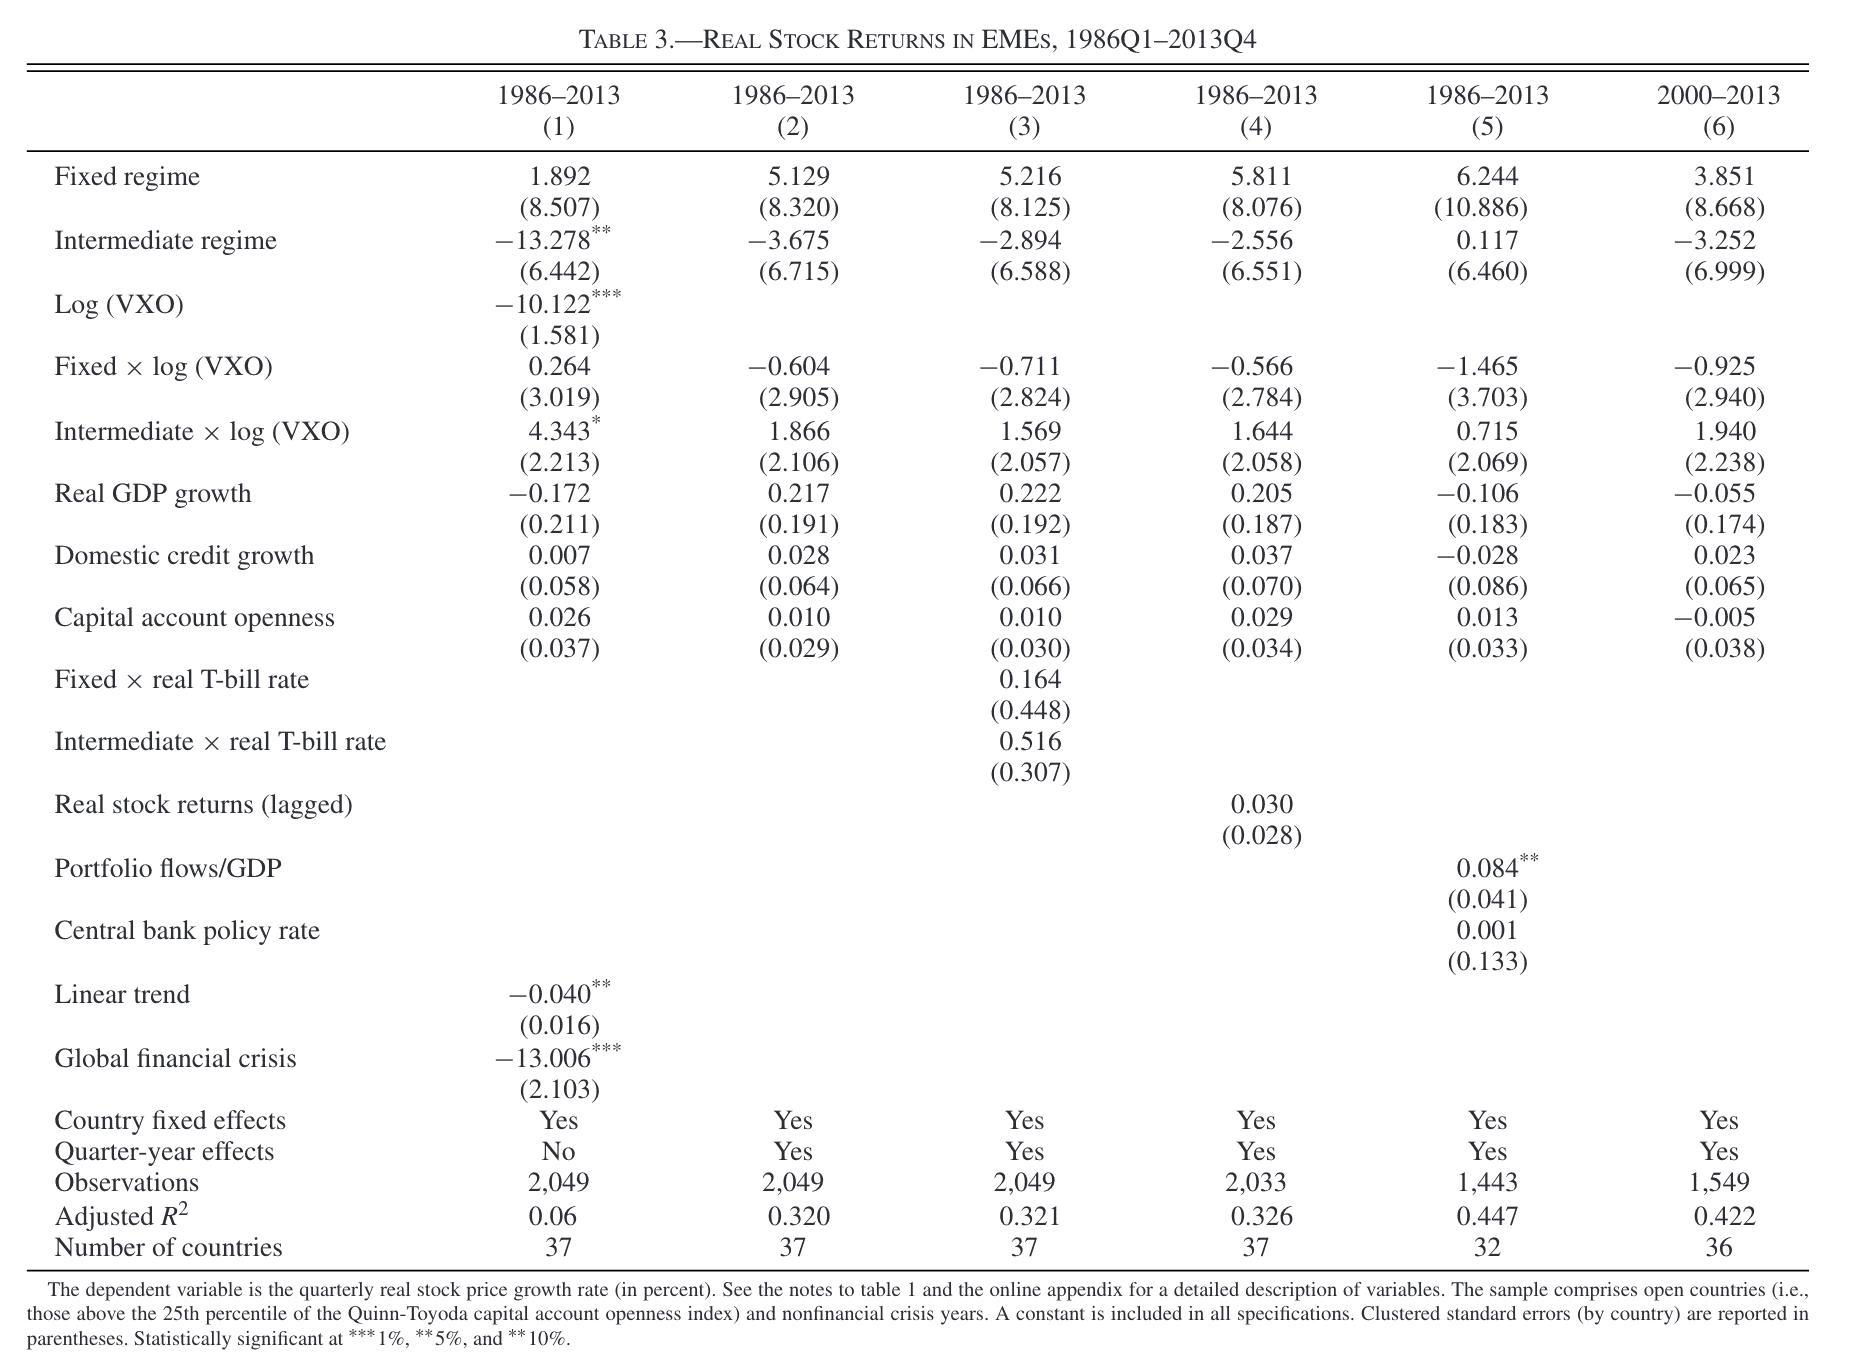 TABLE 3.—REAL STOCK RETURNS IN EMES, 1986Q1–2013Q4
1986–2013 1986–2013 1986–2013 1986–2013 1986–2013 2000–2013
(1) (2) (3) (4) (5) (6)
Fixed regime 1.892 5.129 5.216 5.811 6.244 3.851
(8.507) (8.320) (8.125) (8.076) (10.886) (8.668)
Intermediate regime −13.278** −3.675 −2.894 −2.556 0.117 −3.252
(6.442) (6.715) (6.588) (6.551) (6.460) (6.999)
Log (VXO) −10.122***
(1.581)
Fixed × log (VXO) 0.264 −0.604 −0.711 −0.566 −1.465 −0.925
(3.019) (2.905) (2.824) (2.784) (3.703) (2.940)
Intermediate × log (VXO) 4.343* 1.866 1.569 1.644 0.715 1.940
(2.213) (2.106) (2.057) (2.058) (2.069) (2.238)
Real GDP growth −0.172 0.217 0.222 0.205 −0.106 −0.055
(0.211) (0.191) (0.192) (0.187) (0.183) (0.174)
Domestic credit growth 0.007 0.028 0.031 0.037 −0.028 0.023
(0.058) (0.064) (0.066) (0.070) (0.086) (0.065)
Capital account openness 0.026 0.010 0.010 0.029 0.013 −0.005
(0.037) (0.029) (0.030) (0.034) (0.033) (0.038)
Fixed × real T-bill rate 0.164
(0.448)
Intermediate × real T-bill rate 0.516
(0.307)
Real stock returns (lagged) 0.030
(0.028)
Portfolio flows/GDP 0.084**
(0.041)
Central bank policy rate 0.001
(0.133)
Linear trend −0.040**
(0.016)
Global financial crisis −13.006***
(2.103)
Country fixed effects Yes Yes Yes Yes Yes Yes
Quarter-year effects No Yes Yes Yes Yes Yes
Observations 2,049 2,049 2,049 2,033 1,443 1,549
Adjusted R² 0.06 0.320 0.321 0.326 0.447 0.422
Number of countries 37 37 37 37 32 36
The dependent variable is the quarterly real stock price growth rate (in percent). See the notes to table 1 and the online appendix for a detailed description of variables. The sample comprises open countries (i.e.,
those above the 25th percentile of the Quinn-Toyoda capital account openness index) and nonfinancial crisis years. A constant is included in all specifications. Clustered standard errors (by country) are reported in
parentheses. Statistically significant at ***1%, **5%, and **10%.